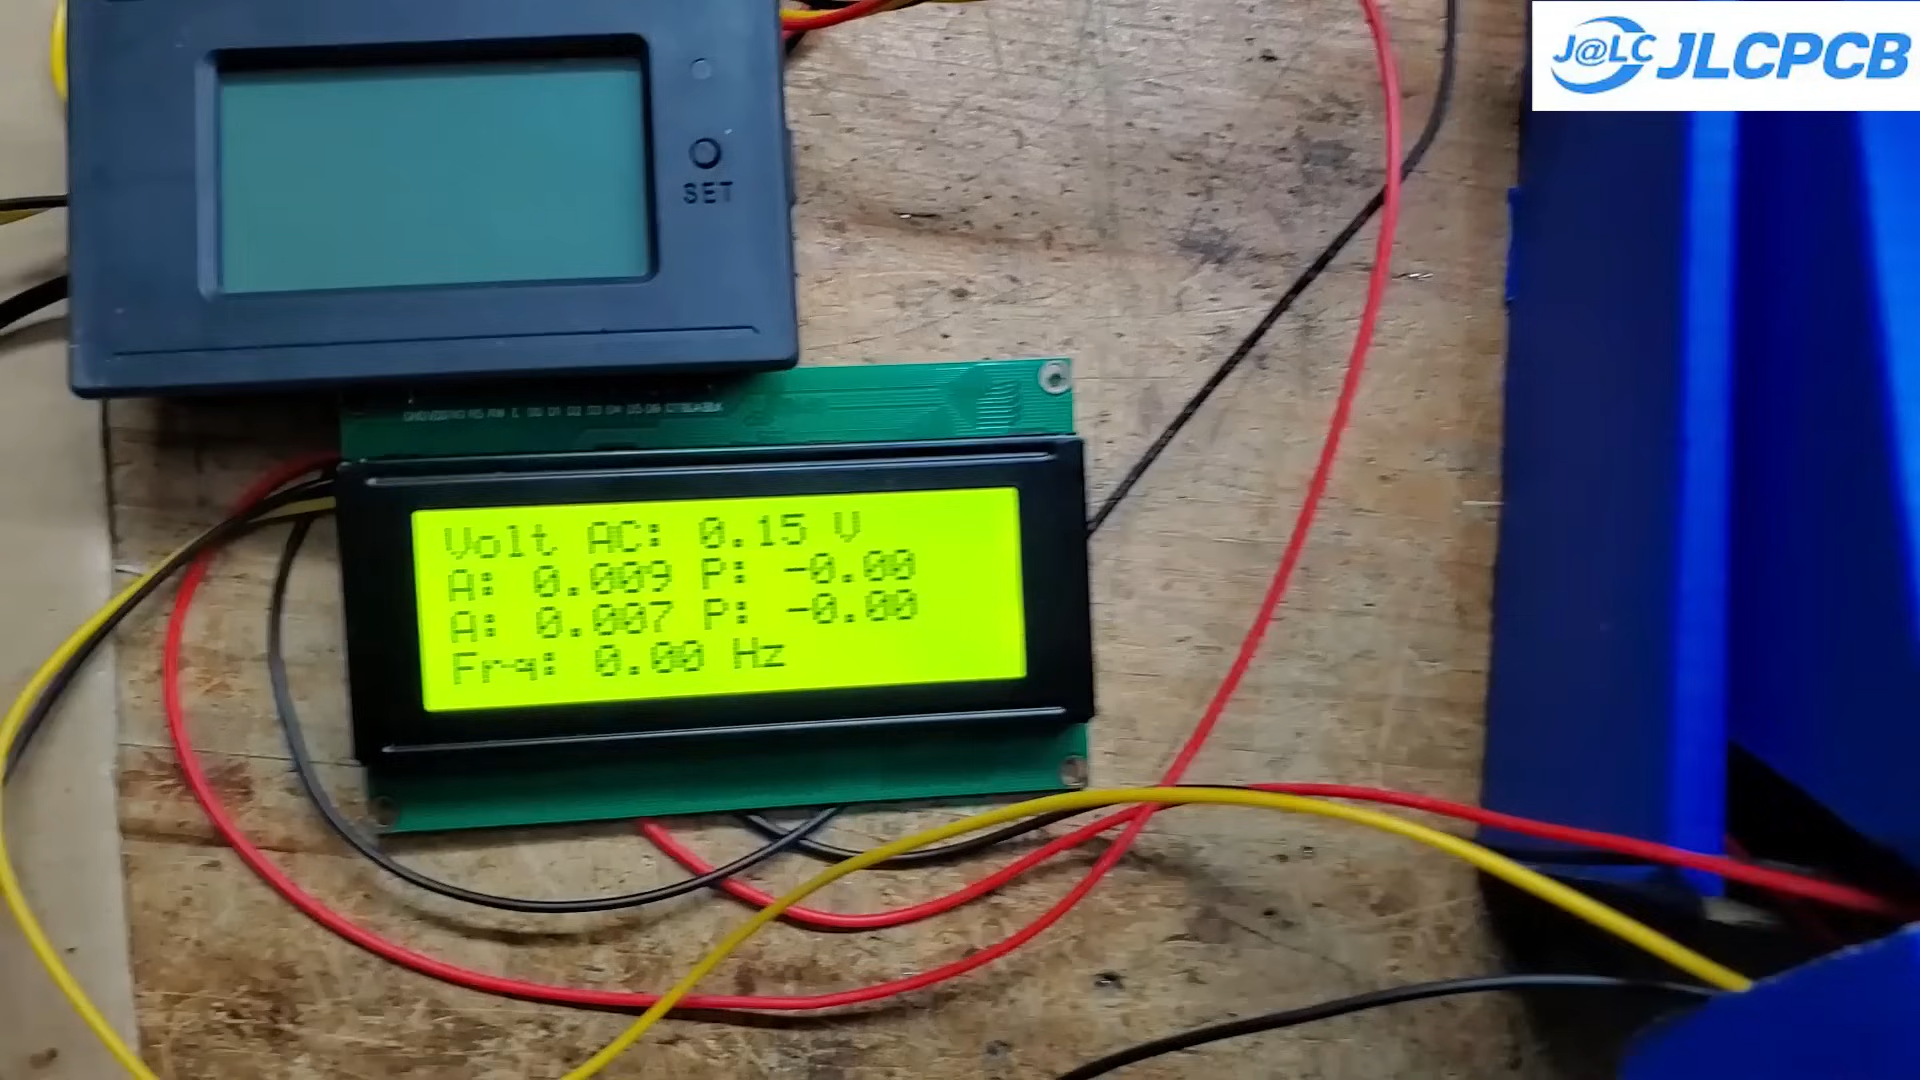 J@LC JLCPCB
SET
Volt AC: 0.15 V
A: 0.009 P: -0.00
A: 0.007 P: -0.00
Frq: 0.00 Hz